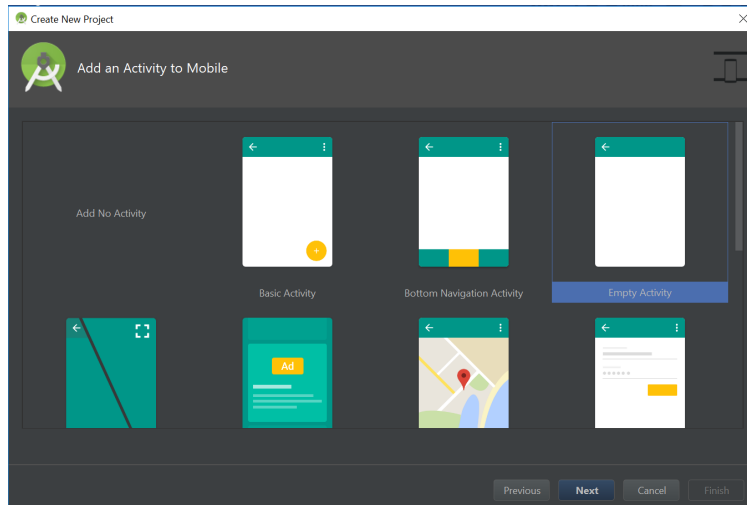 Create New Project
Add an Activity to Mobile
Add No Activity
Basic Activity
Bottom Navigation Activity
Empty Activity
Ad
Previous
Next
Cancel
Finish